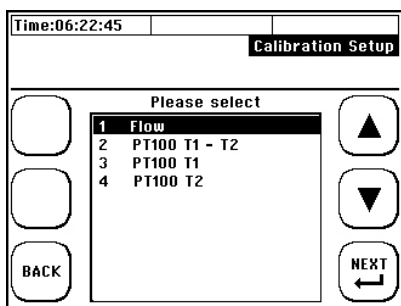 Time:06:22:45
Calibration Setup
Please select
1 Flow
2 PT100 T1 - T2
3 PT100 T1
4 PT100 T2
BACK
NEXT